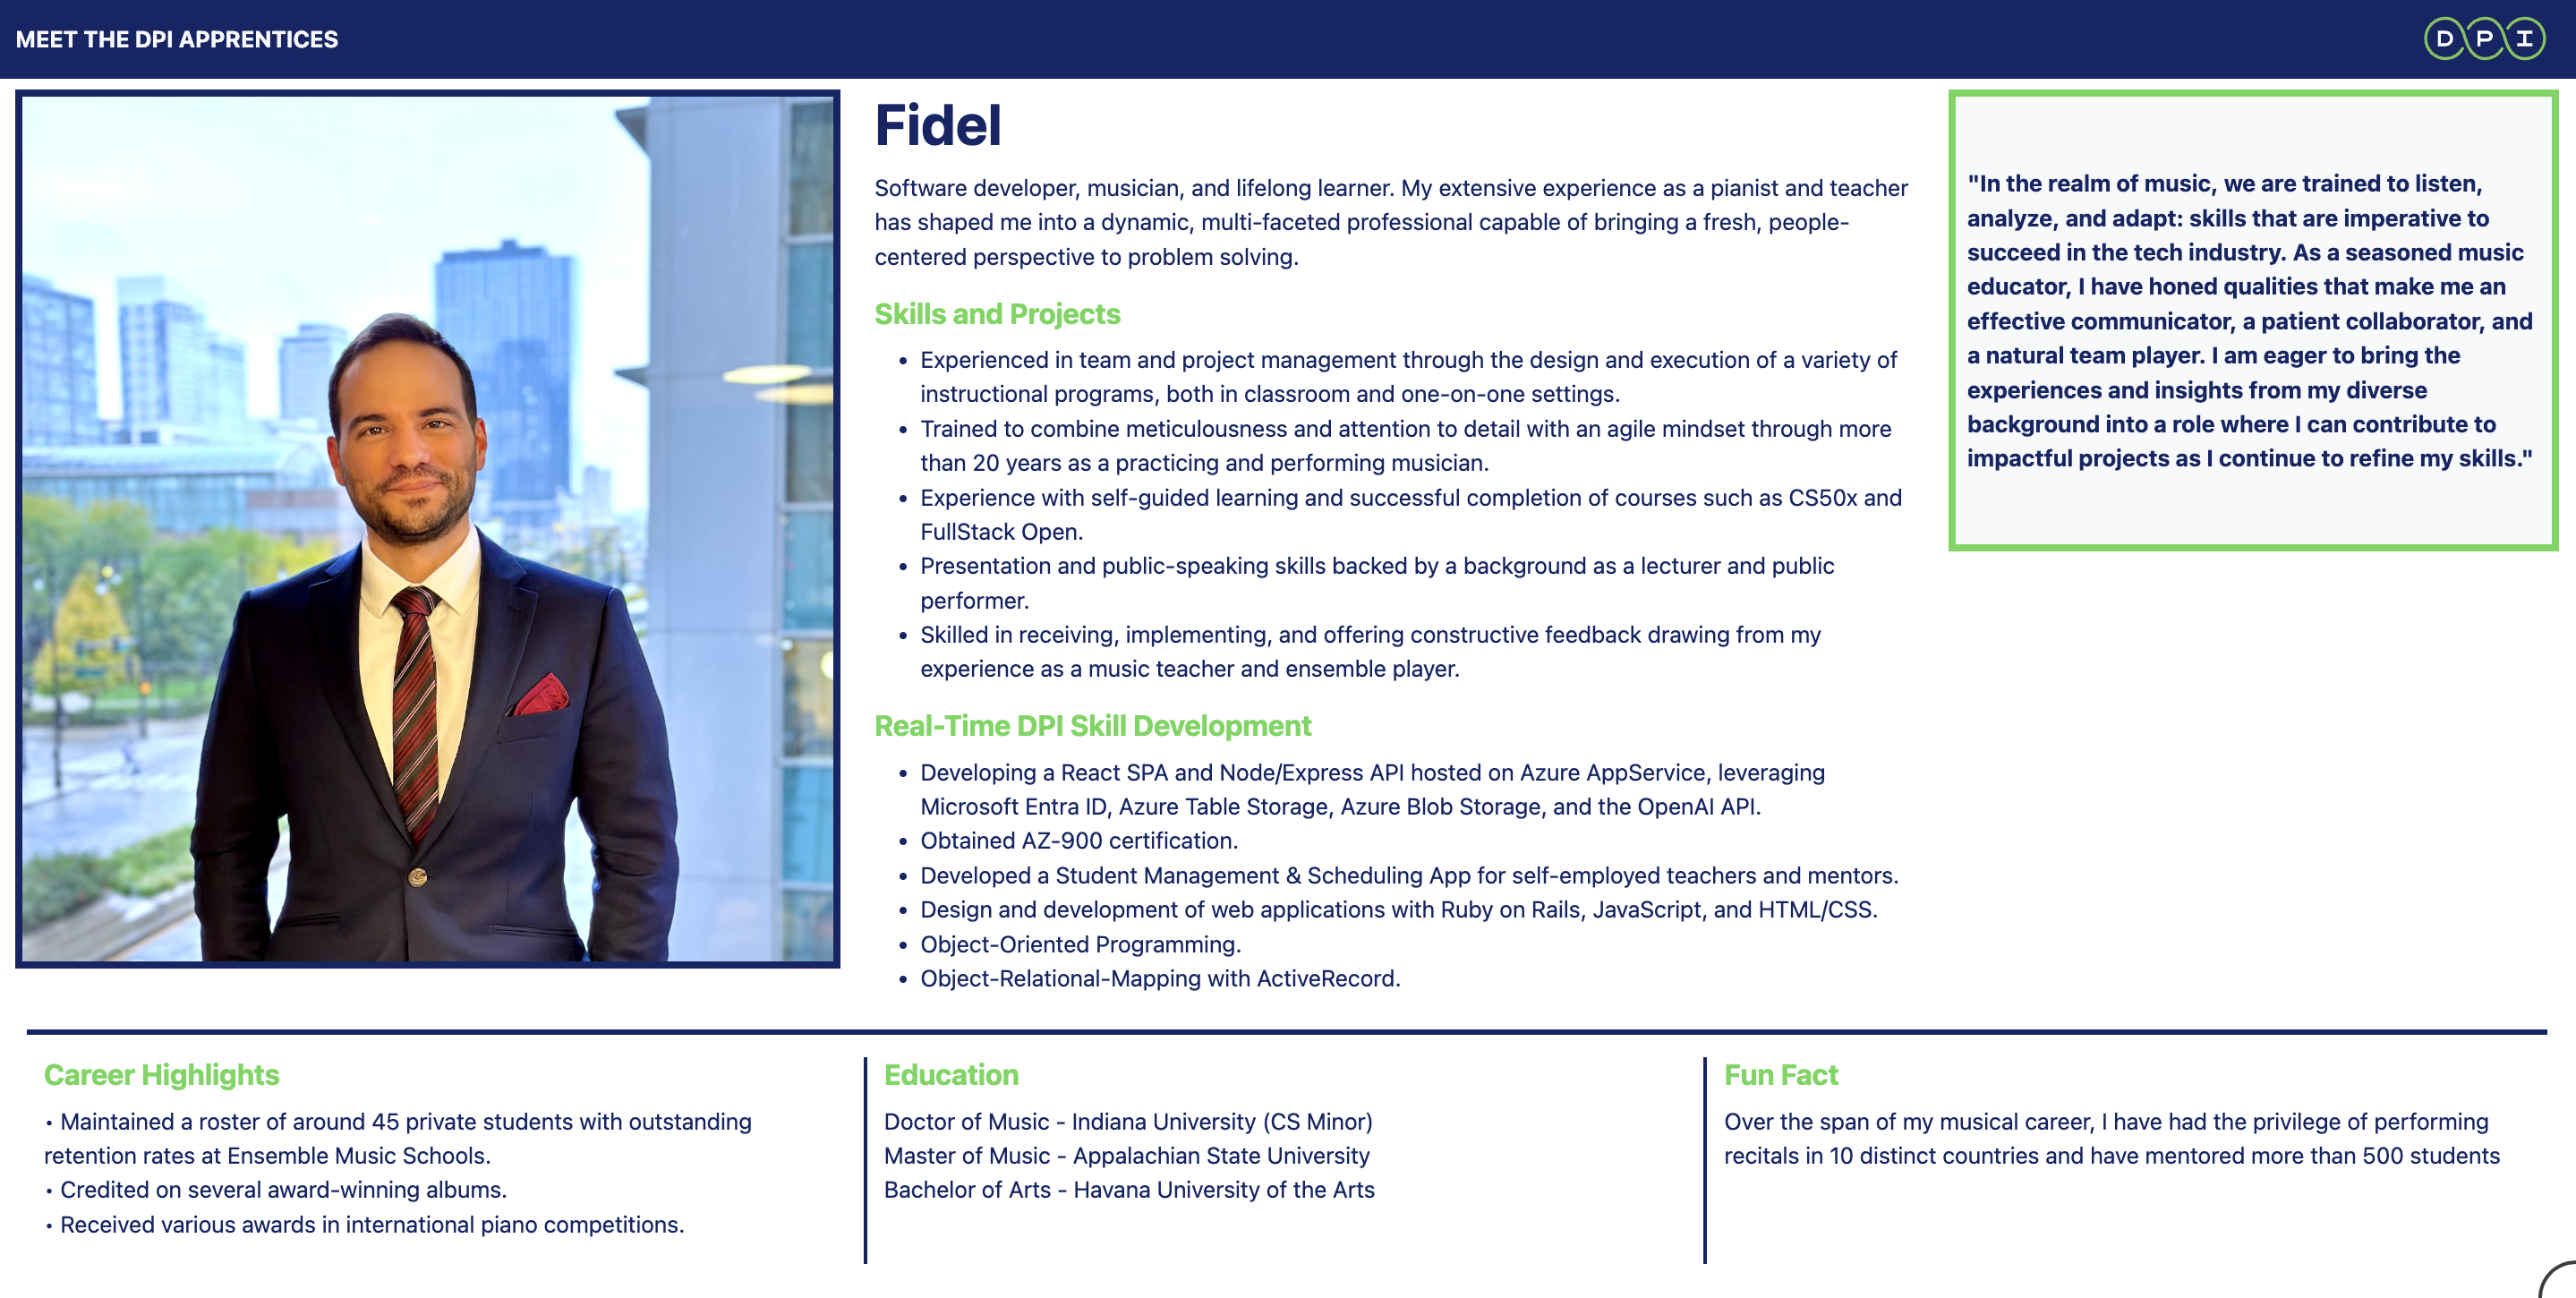 MEET THE DPI APPRENTICES
DPI
Fidel
Software developer, musician, and lifelong learner. My extensive experience as a pianist and teacher
has shaped me into a dynamic, multi-faceted professional capable of bringing a fresh, people-
centered perspective to problem solving.
Skills and Projects
• Experienced in team and project management through the design and execution of a variety of
instructional programs, both in classroom and one-on-one settings.
• Trained to combine meticulousness and attention to detail with an agile mindset through more
than 20 years as a practicing and performing musician.
• Experience with self-guided learning and successful completion of courses such as CS50x and
FullStack Open.
• Presentation and public-speaking skills backed by a background as a lecturer and public
performer.
• Skilled in receiving, implementing, and offering constructive feedback drawing from my
experience as a music teacher and ensemble player.
Real-Time DPI Skill Development
• Developing a React SPA and Node/Express API hosted on Azure AppService, leveraging
Microsoft Entra ID, Azure Table Storage, Azure Blob Storage, and the OpenAI API.
• Obtained AZ-900 certification.
• Developed a Student Management & Scheduling App for self-employed teachers and mentors.
• Design and development of web applications with Ruby on Rails, JavaScript, and HTML/CSS.
• Object-Oriented Programming.
• Object-Relational-Mapping with ActiveRecord.
"In the realm of music, we are trained to listen,
analyze, and adapt: skills that are imperative to
succeed in the tech industry. As a seasoned music
educator, I have honed qualities that make me an
effective communicator, a patient collaborator, and
a natural team player. I am eager to bring the
experiences and insights from my diverse
background into a role where I can contribute to
impactful projects as I continue to refine my skills."
Career Highlights
• Maintained a roster of around 45 private students with outstanding
retention rates at Ensemble Music Schools.
• Credited on several award-winning albums.
• Received various awards in international piano competitions.
Education
Doctor of Music - Indiana University (CS Minor)
Master of Music - Appalachian State University
Bachelor of Arts - Havana University of the Arts
Fun Fact
Over the span of my musical career, I have had the privilege of performing
recitals in 10 distinct countries and have mentored more than 500 students